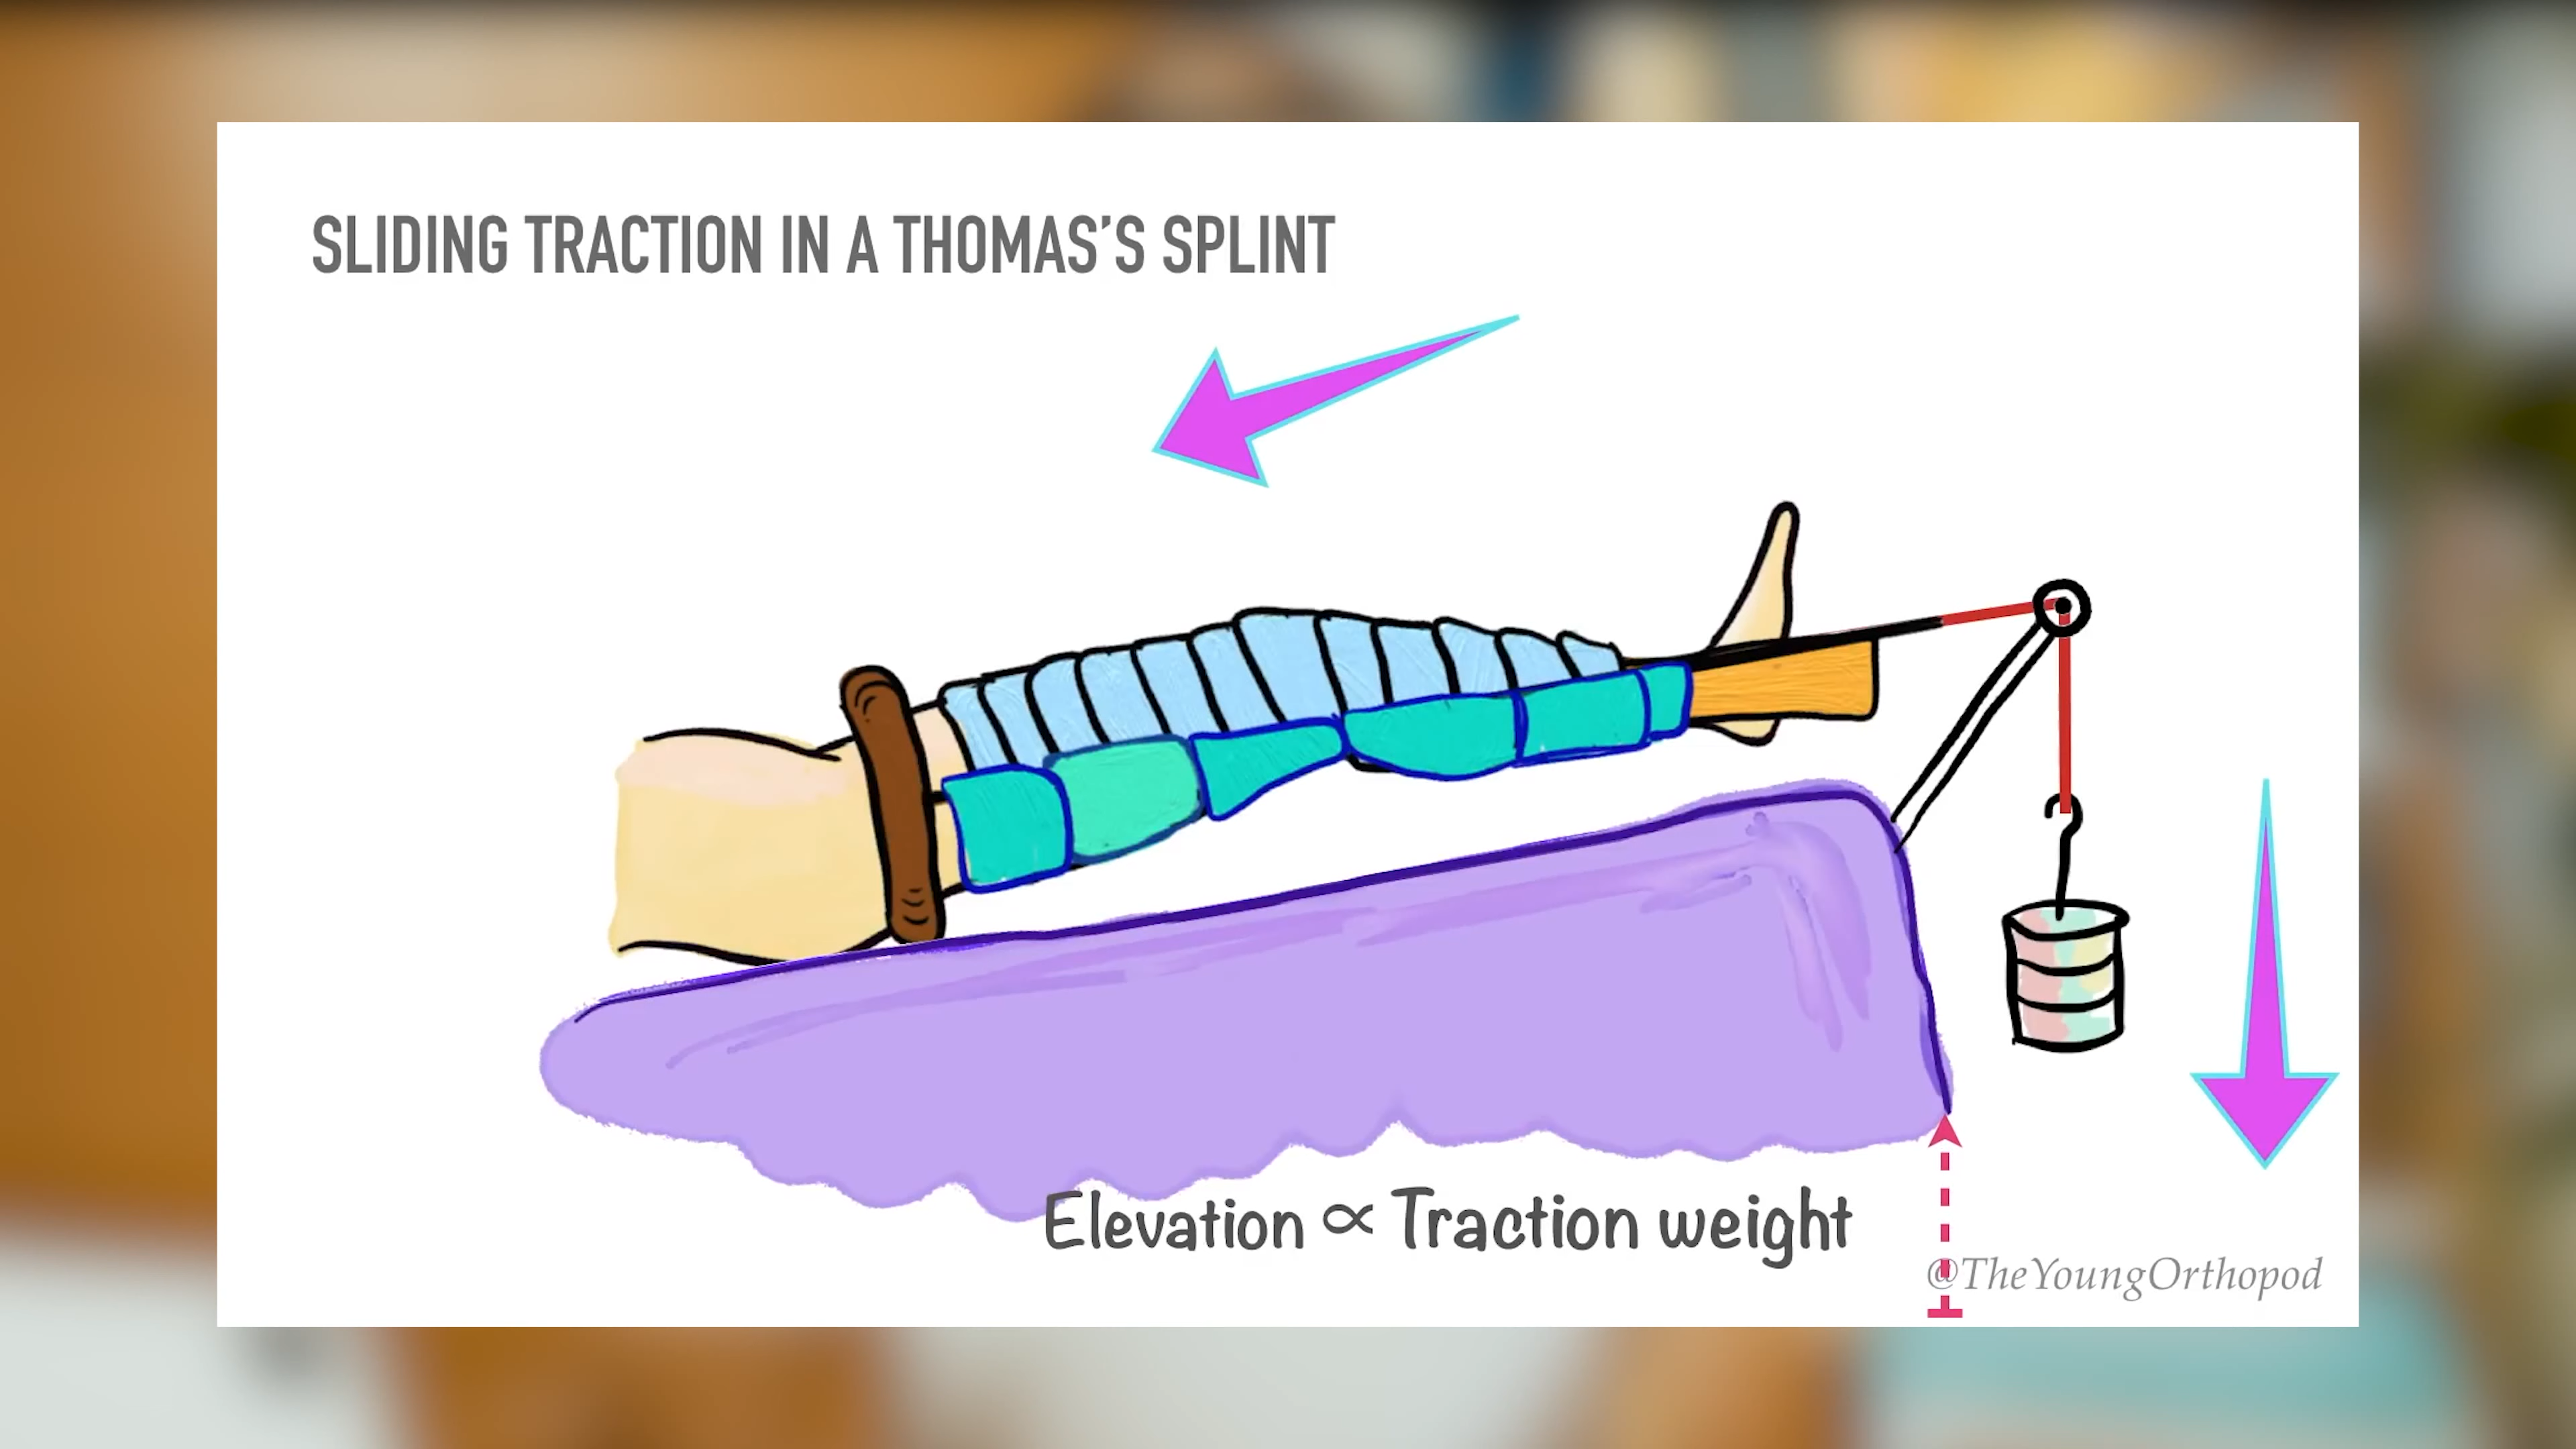 SLIDING TRACTION IN A THOMAS’S SPLINT
Elevation ∝ Traction weight
@TheYoungOrthopod